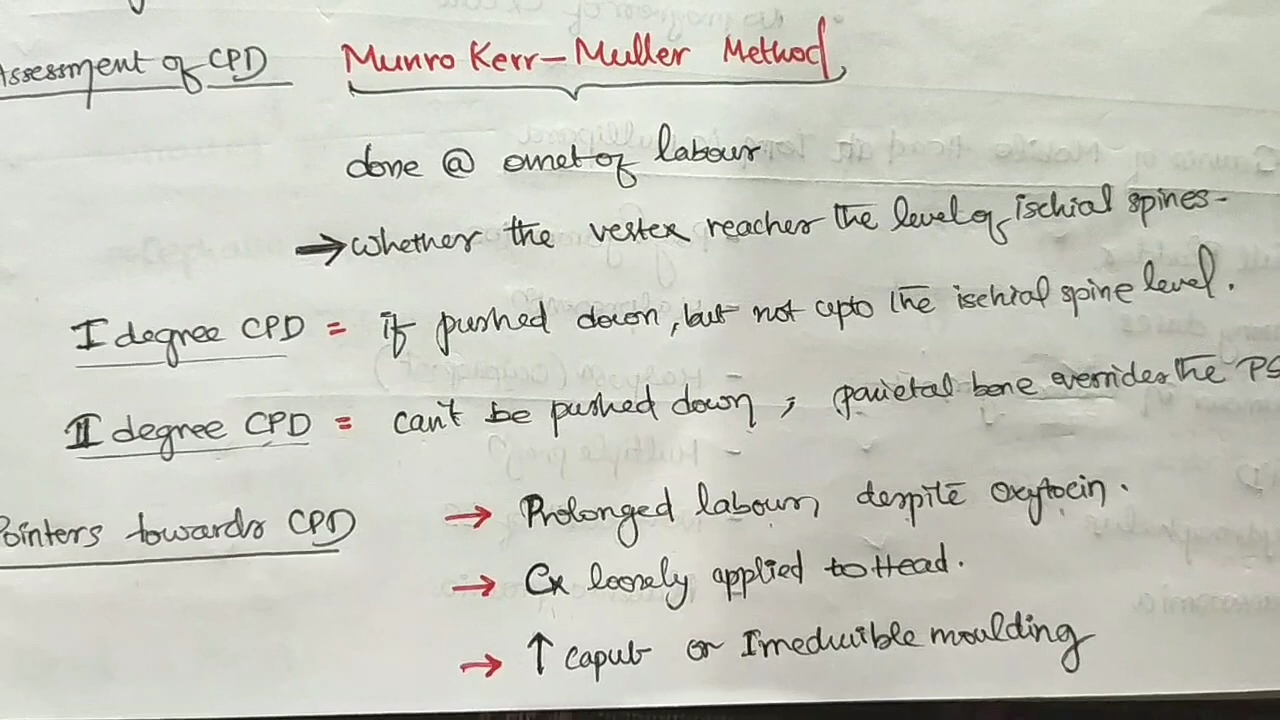 Assessment of CPD Munro Kerr-Muller Method
done @ onset of labour
→ whether the vertex reaches the level of ischial spines-
I degree CPD = if pushed down, but not upto the ischial spine level.
II degree CPD = can't be pushed down, parietal bone overrides the PS
Pointers towards CPD → Prolonged labour, despite oxytocin.
→ Cx loosely applied to Head.
→ ↑ caput or Irreducible moulding